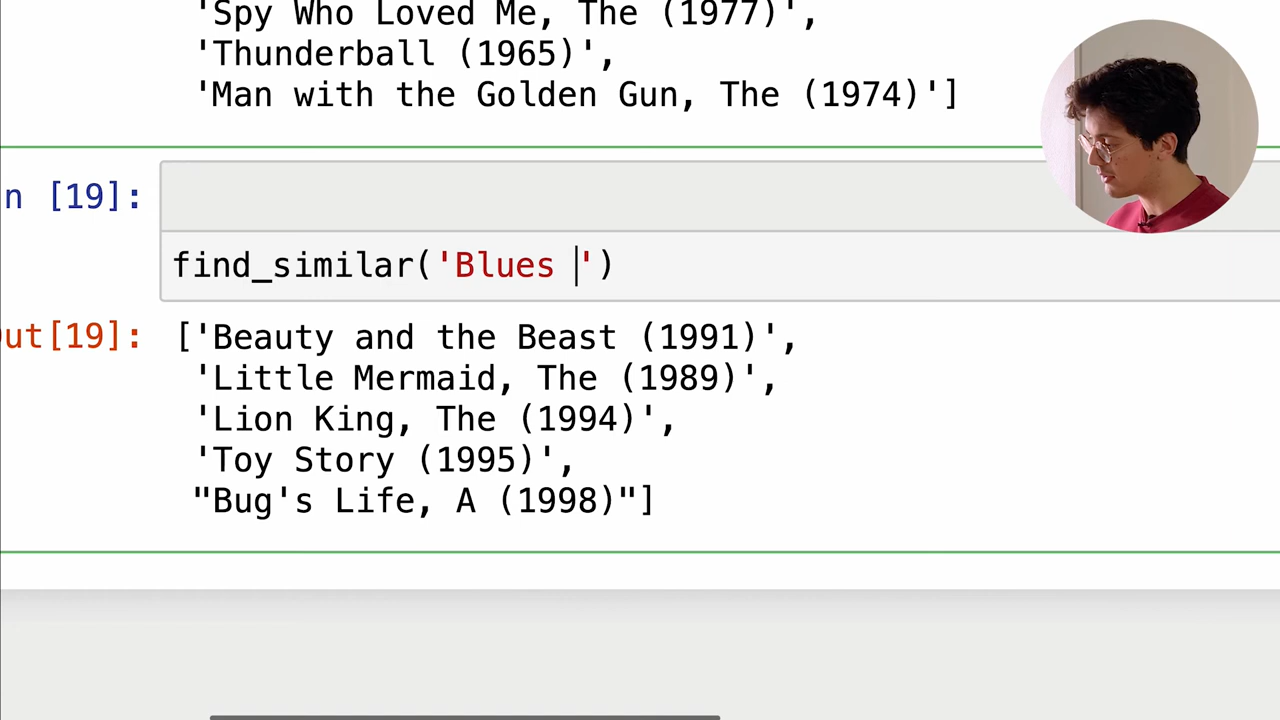 'Spy Who Loved Me, The (1977)',
'Thunderball (1965)',
'Man with the Golden Gun, The (1974)']
n [19]:
find_similar('Blues ')
out[19]:
['Beauty and the Beast (1991)',
'Little Mermaid, The (1989)',
'Lion King, The (1994)',
'Toy Story (1995)',
"Bug's Life, A (1998)"]